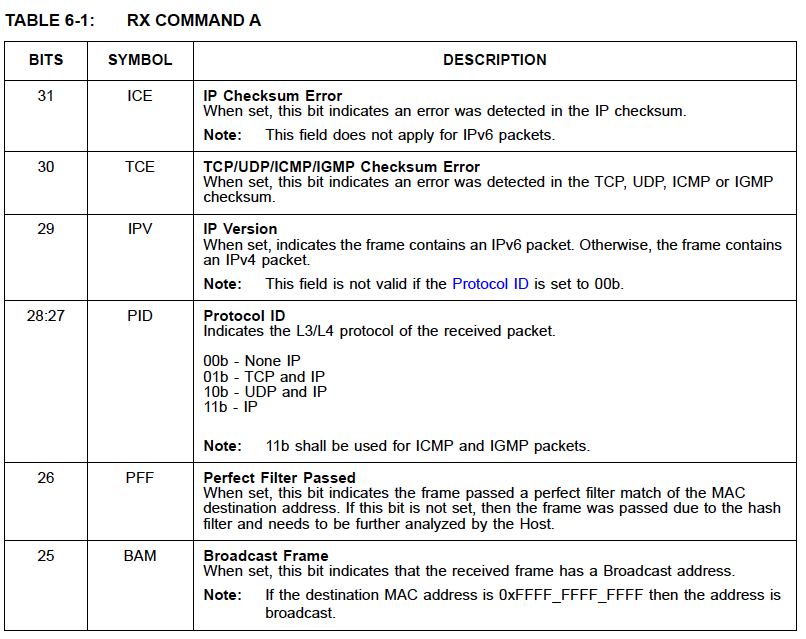 TABLE 6-1: RX COMMAND A
BITS SYMBOL DESCRIPTION
31 ICE IP Checksum Error
When set, this bit indicates an error was detected in the IP checksum.
Note: This field does not apply for IPv6 packets.
30 TCE TCP/UDP/ICMP/IGMP Checksum Error
When set, this bit indicates an error was detected in the TCP, UDP, ICMP or IGMP
checksum.
29 IPV IP Version
When set, indicates the frame contains an IPv6 packet. Otherwise, the frame contains
an IPv4 packet.
Note: This field is not valid if the Protocol ID is set to 00b.
28:27 PID Protocol ID
Indicates the L3/L4 protocol of the received packet.
00b - None IP
01b - TCP and IP
10b - UDP and IP
11b - IP
Note: 11b shall be used for ICMP and IGMP packets.
26 PFF Perfect Filter Passed
When set, this bit indicates the frame passed a perfect filter match of the MAC
destination address. If this bit is not set, then the frame was passed due to the hash
filter and needs to be further analyzed by the Host.
25 BAM Broadcast Frame
When set, this bit indicates that the received frame has a Broadcast address.
Note: If the destination MAC address is 0xFFFF_FFFF_FFFF then the address is
broadcast.